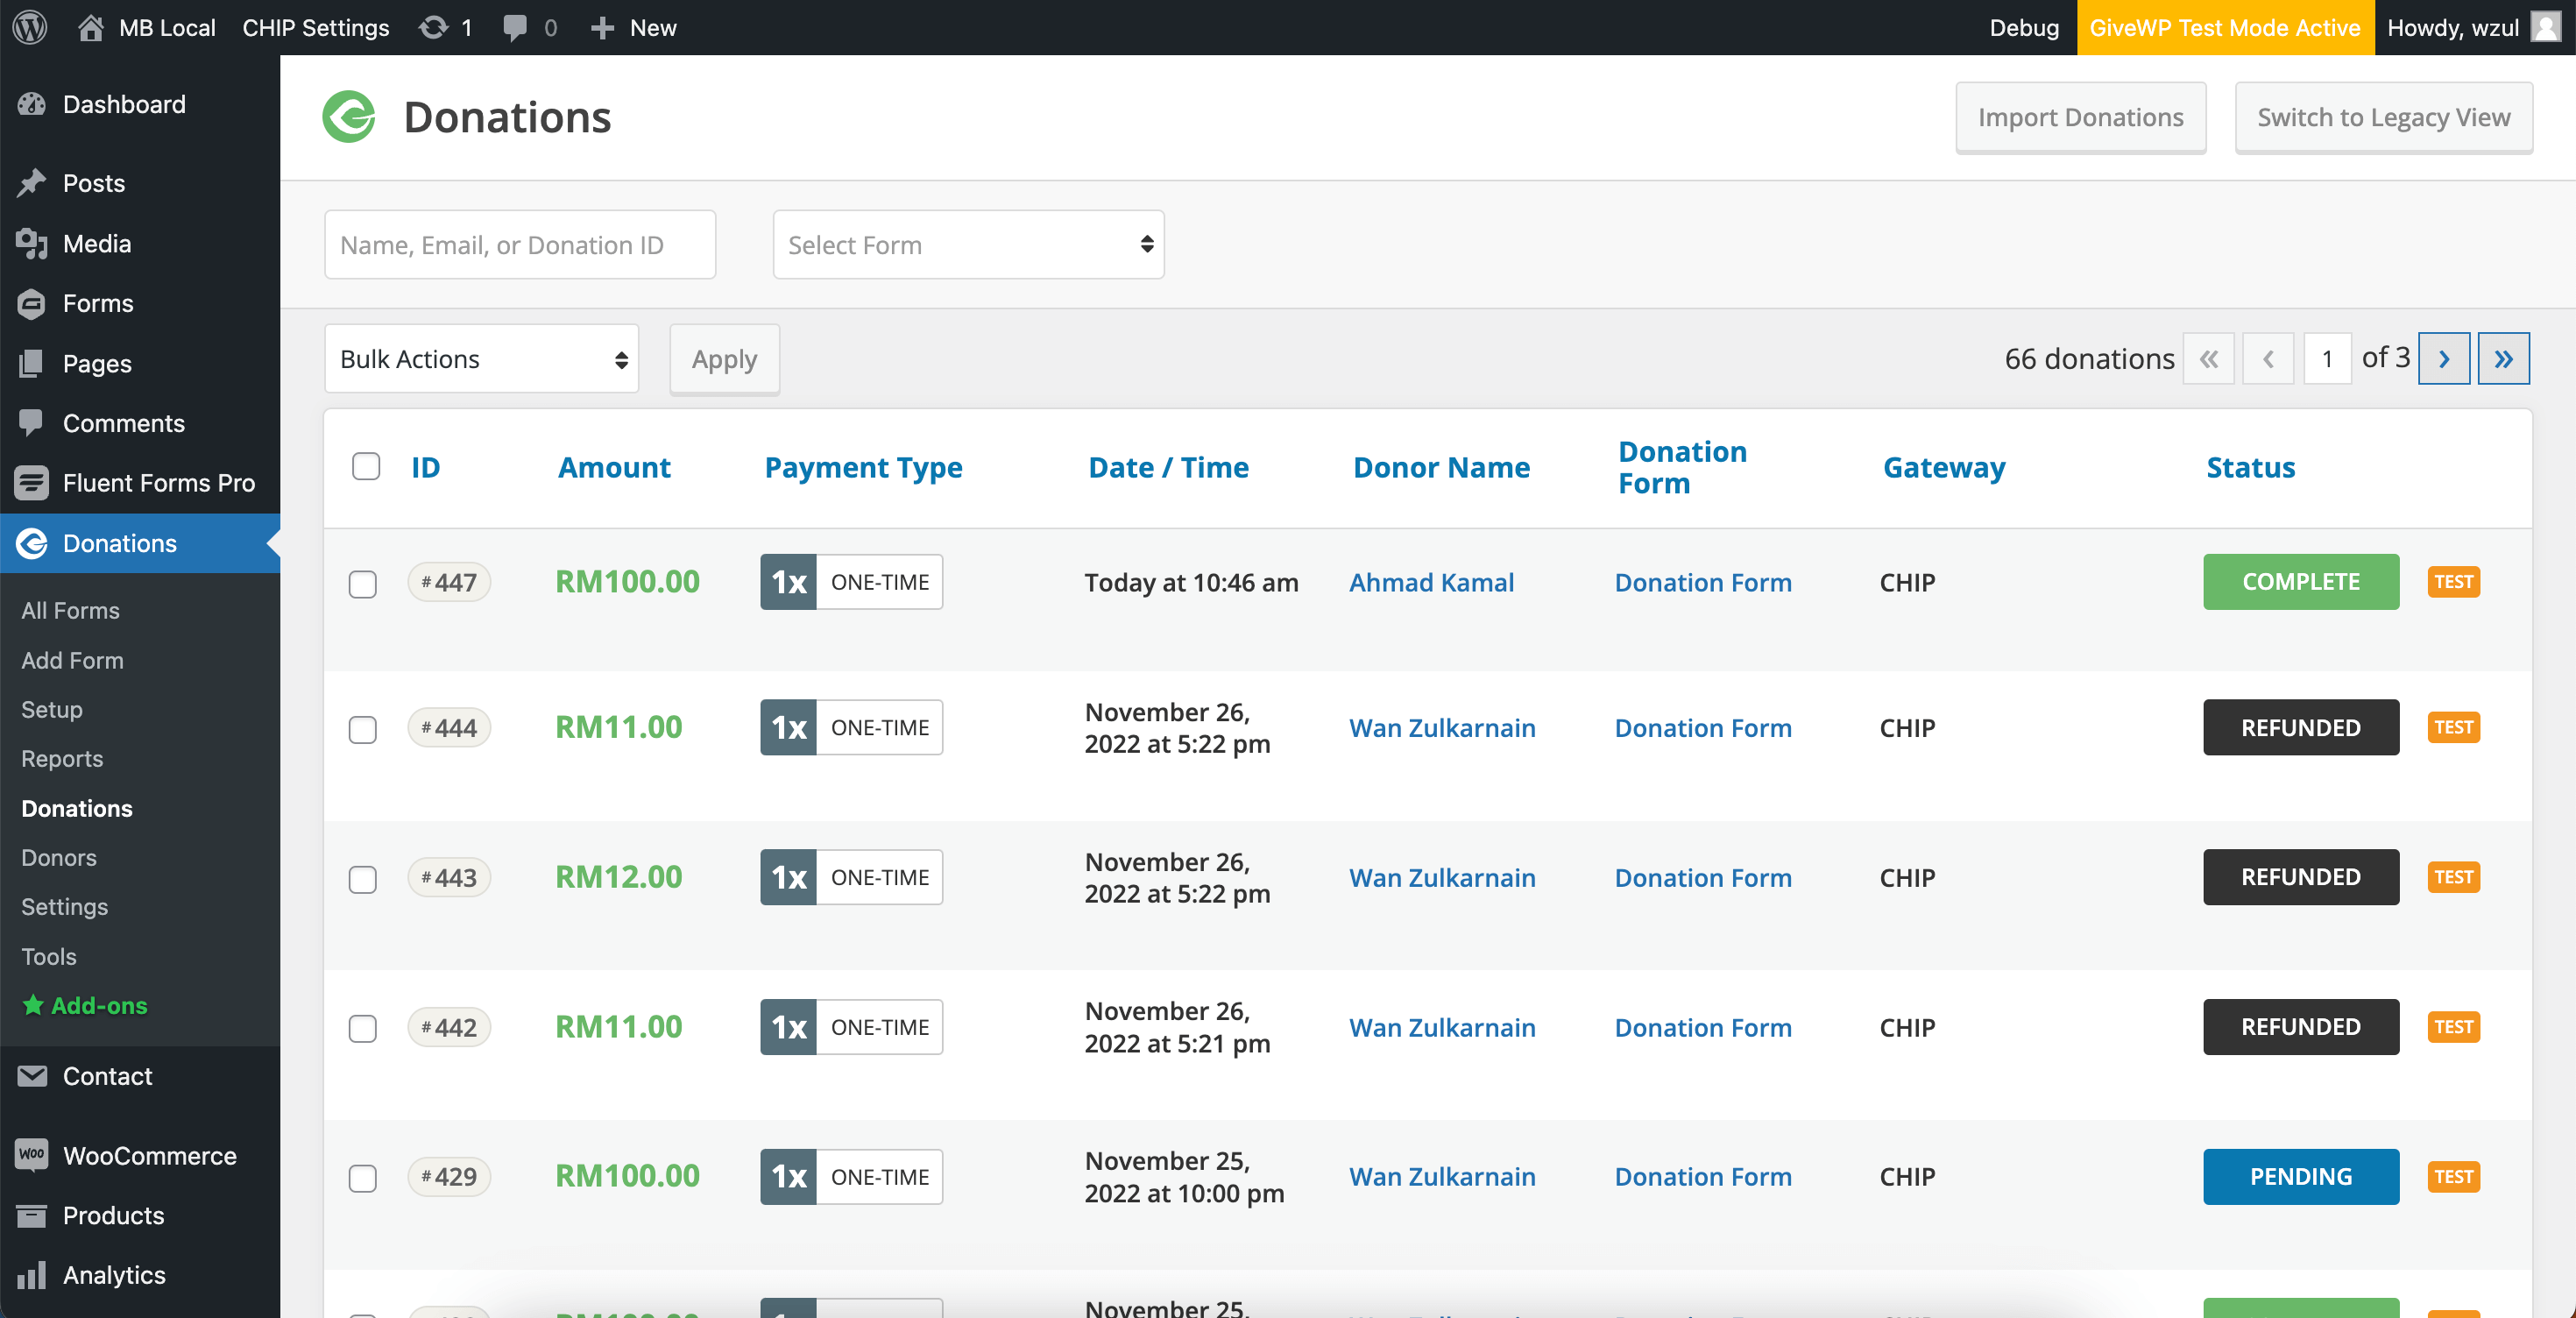 MB Local
CHIP Settings
1
0
New
Debug
GiveWP Test Mode Active
Howdy, wzul
Dashboard
Posts
Media
Forms
Pages
Comments
Fluent Forms Pro
Donations
All Forms
Add Form
Setup
Reports
Donations
Donors
Settings
Tools
Add-ons
Contact
WOO
WooCommerce
Products
Analytics
Donations
Import Donations
Switch to Legacy View
Name, Email, or Donation ID
Select Form
Bulk Actions
Apply
66 donations « ‹ 1 of 3 › »
ID
Amount
Payment Type
Date / Time
Donor Name
Donation
Form
Gateway
Status
#447
RM100.00
1x ONE-TIME
Today at 10:46 am
Ahmad Kamal
Donation Form
CHIP
COMPLETE
TEST
#444
RM11.00
1x ONE-TIME
November 26,
2022 at 5:22 pm
Wan Zulkarnain
Donation Form
CHIP
REFUNDED
TEST
#443
RM12.00
1x ONE-TIME
November 26,
2022 at 5:22 pm
Wan Zulkarnain
Donation Form
CHIP
REFUNDED
TEST
#442
RM11.00
1x ONE-TIME
November 26,
2022 at 5:21 pm
Wan Zulkarnain
Donation Form
CHIP
REFUNDED
TEST
#429
RM100.00
1x ONE-TIME
November 25,
2022 at 10:00 pm
Wan Zulkarnain
Donation Form
CHIP
PENDING
TEST
November 25,